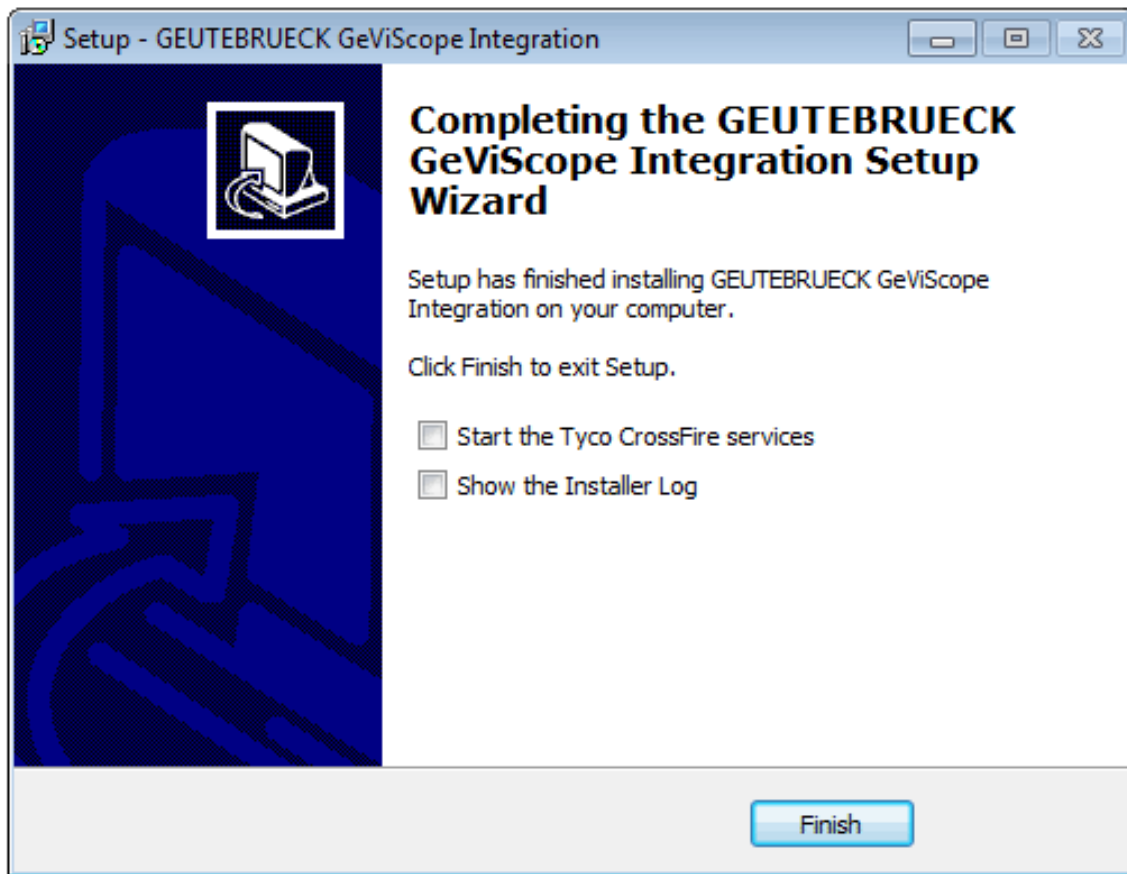 Setup - GEUTEBRUECK GeViScope Integration
Completing the GEUTEBRUECK
GeViScope Integration Setup
Wizard
Setup has finished installing GEUTEBRUECK GeViScope
Integration on your computer.
Click Finish to exit Setup.
Start the Tyco CrossFire services
Show the Installer Log
Finish